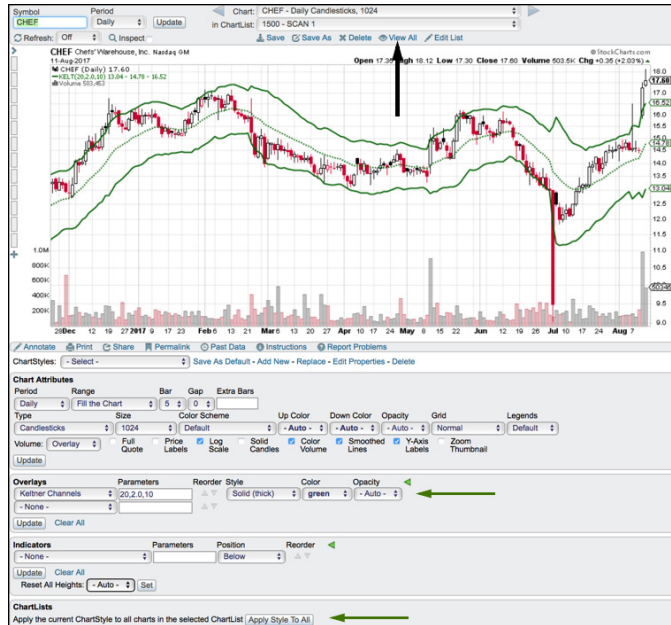 Symbol Period
CHEF Daily Update
Chart: CHEF - Daily Candlesticks, 1024
in ChartList: 1500 - SCAN 1
Refresh: Off Inspect
Save Save As Delete View All Edit List
CHEF Chefs' Warehouse, Inc. Nasdaq GM © StockCharts.com
11-Aug-2017 Open 17.35 High 18.12 Low 17.30 Close 17.60 Volume 503.5K Chg +0.35 (+2.03%)
CHEF (Daily) 17.60
KELT(20,2.0,10) 13.04 - 14.78 - 16.52
Volume 503,453
18.0
17.60
16.52
16.0
15.5
15.0
14.78
14.5
14.0
13.5
13.04
12.5
12.0
11.5
11.0
10.5
9.5
9.0
1.0M
800K
600K
400K
200K
28 Dec 12 19 27 2017 9 17 23 Feb 6 13 21 Mar 6 13 20 27 Apr 10 17 24 May 8 15 22 Jun 12 19 26 Jul 10 17 24 Aug 7
Annotate Print Share Permalink Past Data Instructions Report Problems
ChartStyles: - Select - Save As Default - Add New - Replace - Edit Properties - Delete
Chart Attributes
Period Range Bar Gap Extra Bars
Daily Fill the Chart 5 0
Type Size Color Scheme Up Color Down Color Opacity Grid Legends
Candlesticks 1024 Default - Auto - - Auto - - Auto - Normal Default
Volume: Overlay Full Quote Price Labels Log Scale Solid Candles Color Volume Smoothed Lines Y-Axis Labels Zoom Thumbnail
Update
Overlays Parameters Reorder Style Color Opacity
Keltner Channels 20,2.0,10 Solid (thick) green - Auto -
- None -
Update Clear All
Indicators Parameters Position Reorder
- None - Below
Update Clear All
Reset All Heights: - Auto - Set
ChartLists
Apply the current ChartStyle to all charts in the selected ChartList Apply Style To All